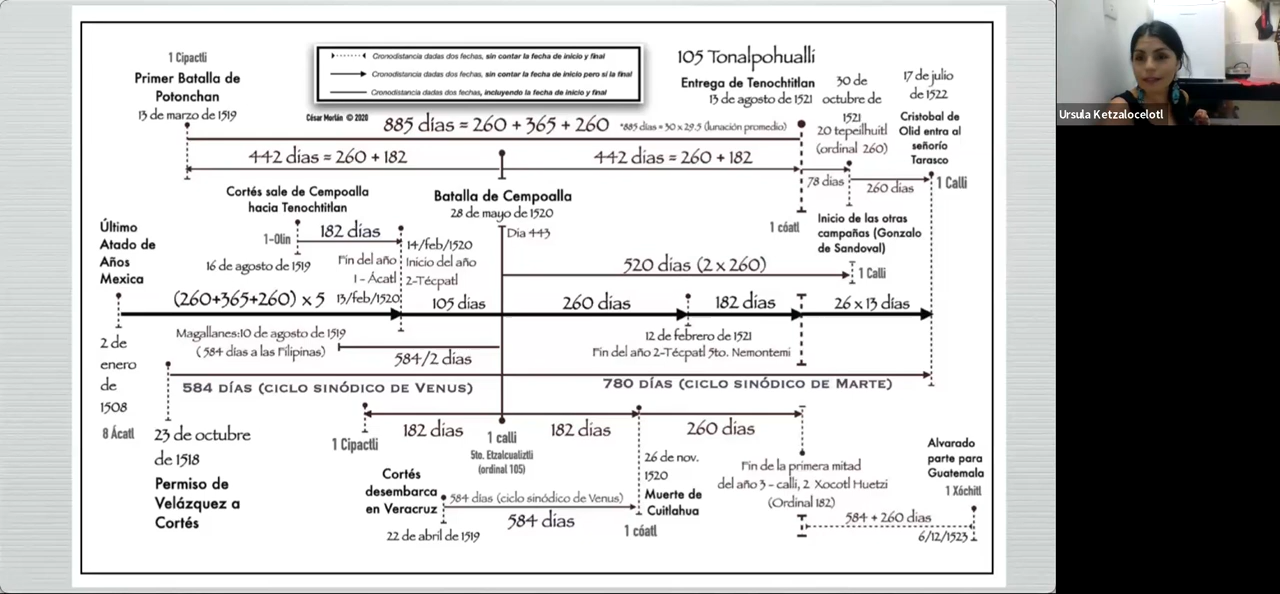 1 Cipactli
Primer Batalla de
Potonchan
13 de marzo de 1519
Cronodistancia dadas dos fechas, sin contar la fecha de inicio y final
Cronodistancia dadas dos fechas, sin contar la fecha de inicio pero sí la final
Cronodistancia dadas dos fechas, incluyendo la fecha de inicio y final
César Morlán © 2020
105 Tonalpohualli
Entrega de Tenochtitlan
13 de agosto de 1521
30 de
octubre de
1521
20 tepeilhuitl
(ordinal 260)
17 de julio
de 1522
Cristobal de
Olid entra al
señorío
Tarasco
Ursula Ketzalocelotl
885 días = 260 + 365 + 260
*885 días = 30 x 29.5 (lunación promedio)
442 días = 260 + 182
442 días = 260 + 182
78 días
260 días
1 Calli
Cortés sale de Cempoalla
hacia Tenochtitlan
1-Olin
182 días
16 de agosto de 1519
Batalla de Cempoalla
28 de mayo de 1520
Día 443
1 cóatl
Inicio de las otras
campañas (Gonzalo
de Sandoval)
Último
Atado de
Años
Mexica
Fin del año
1 - Ácatl
13/feb/1520
14/feb/1520
Inicio del año
2-Técpatl
520 días (2 x 260)
1 Calli
(260+365+260) x 5
105 días
260 días
182 días
26 x 13 días
2 de
enero
de
1508
8 Ácatl
Magallanes:10 de agosto de 1519
( 584 días a las Filipinas)
584/2 días
12 de febrero de 1521
Fin del año 2-Técpatl 5to. Nemontemi
584 DÍAS (CICLO SINÓDICO DE VENUS)
780 DÍAS (CICLO SINÓDICO DE MARTE)
23 de octubre
de 1518
Permiso de
Velázquez a
Cortés
1 Cipactli
182 días
1 calli
5to. Etzalcualiztli
(ordinal 105)
182 días
260 días
Cortés
desembarca
en Veracruz
22 de abril de 1519
584 días (ciclo sinódico de Venus)
584 días
26 de nov.
1520
Muerte de
Cuitlahua
1 cóatl
Fin de la primera mitad
del año 3 - calli, 2 Xocotl Huetzi
(Ordinal 182)
Alvarado
parte para
Guatemala
1 Xóchitl
584 + 260 días
6/12/1523